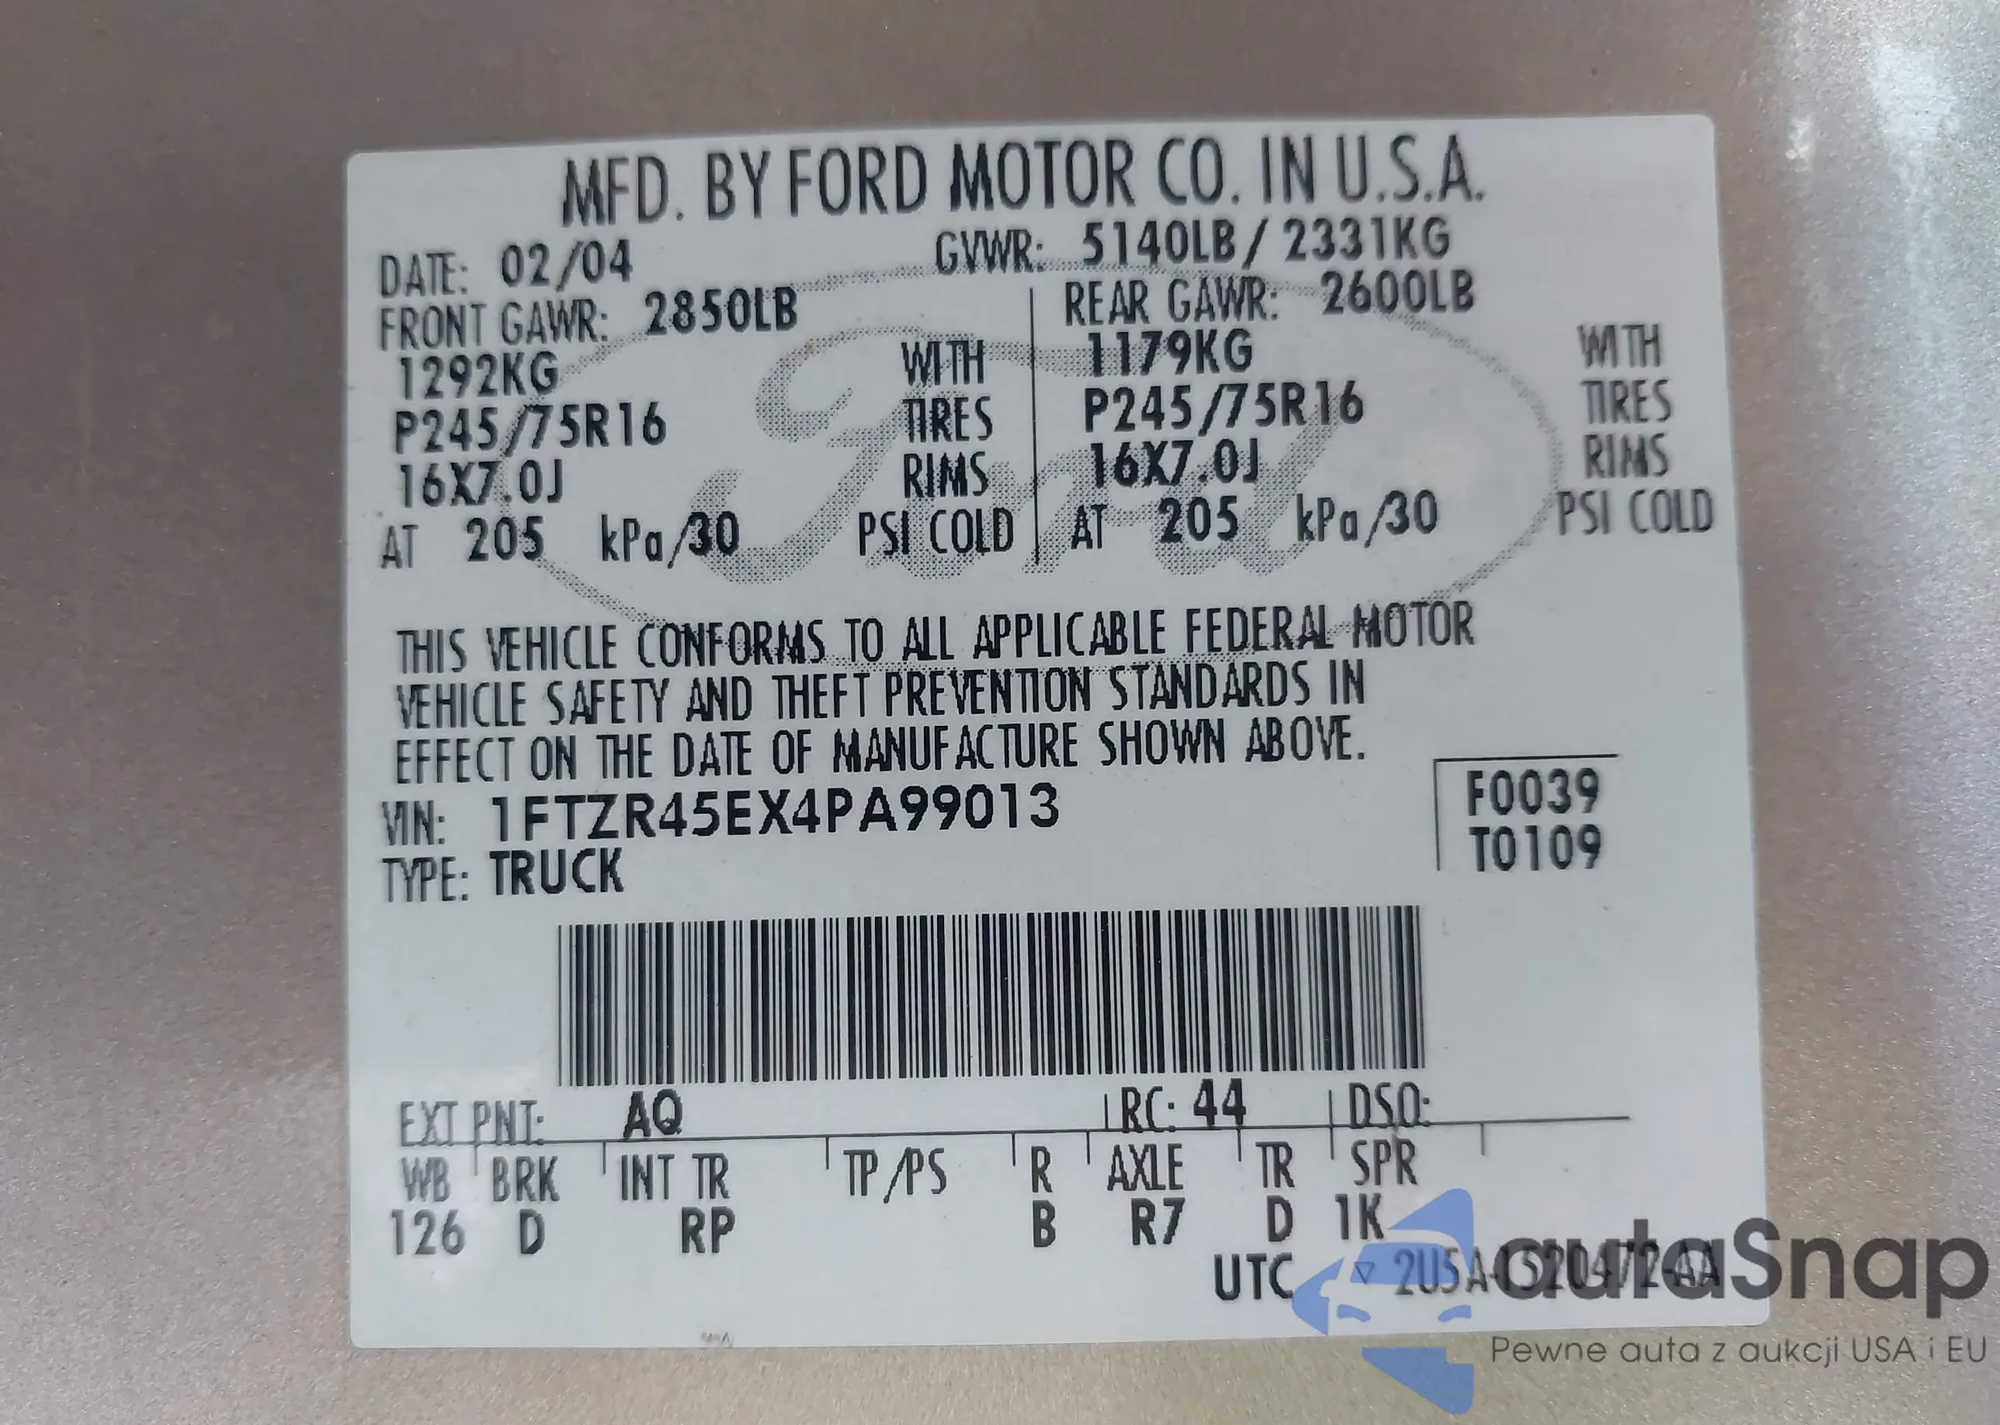 MFD. BY FORD MOTOR CO. IN U.S.A.
DATE: 02/04 GVWR: 5140LB/ 2331KG
FRONT GAWR: 2850LB REAR GAWR: 2600LB
1292KG WITH 1179KG WITH
P245/75R16 TIRES P245/75R16 TIRES
16X7.0J RIMS 16X7.0J RIMS
AT 205 kPa/30 PSI COLD AT 205 kPa/30 PSI COLD
Ford
THIS VEHICLE CONFORMS TO ALL APPLICABLE FEDERAL MOTOR
VEHICLE SAFETY AND THEFT PREVENTION STANDARDS IN
EFFECT ON THE DATE OF MANUFACTURE SHOWN ABOVE.
VIN: 1FTZR45EX4PA99013 F0039
TYPE: TRUCK T0109
EXT PNT: AQ RC: 44 DSO:
WB BRK INT TR TP/PS R AXLE TR SPR
126 D RP B R7 D 1K
UTC ▽ 2U5A-1520472-AA
autaSnap
Pewne auta z aukcji USA i EU